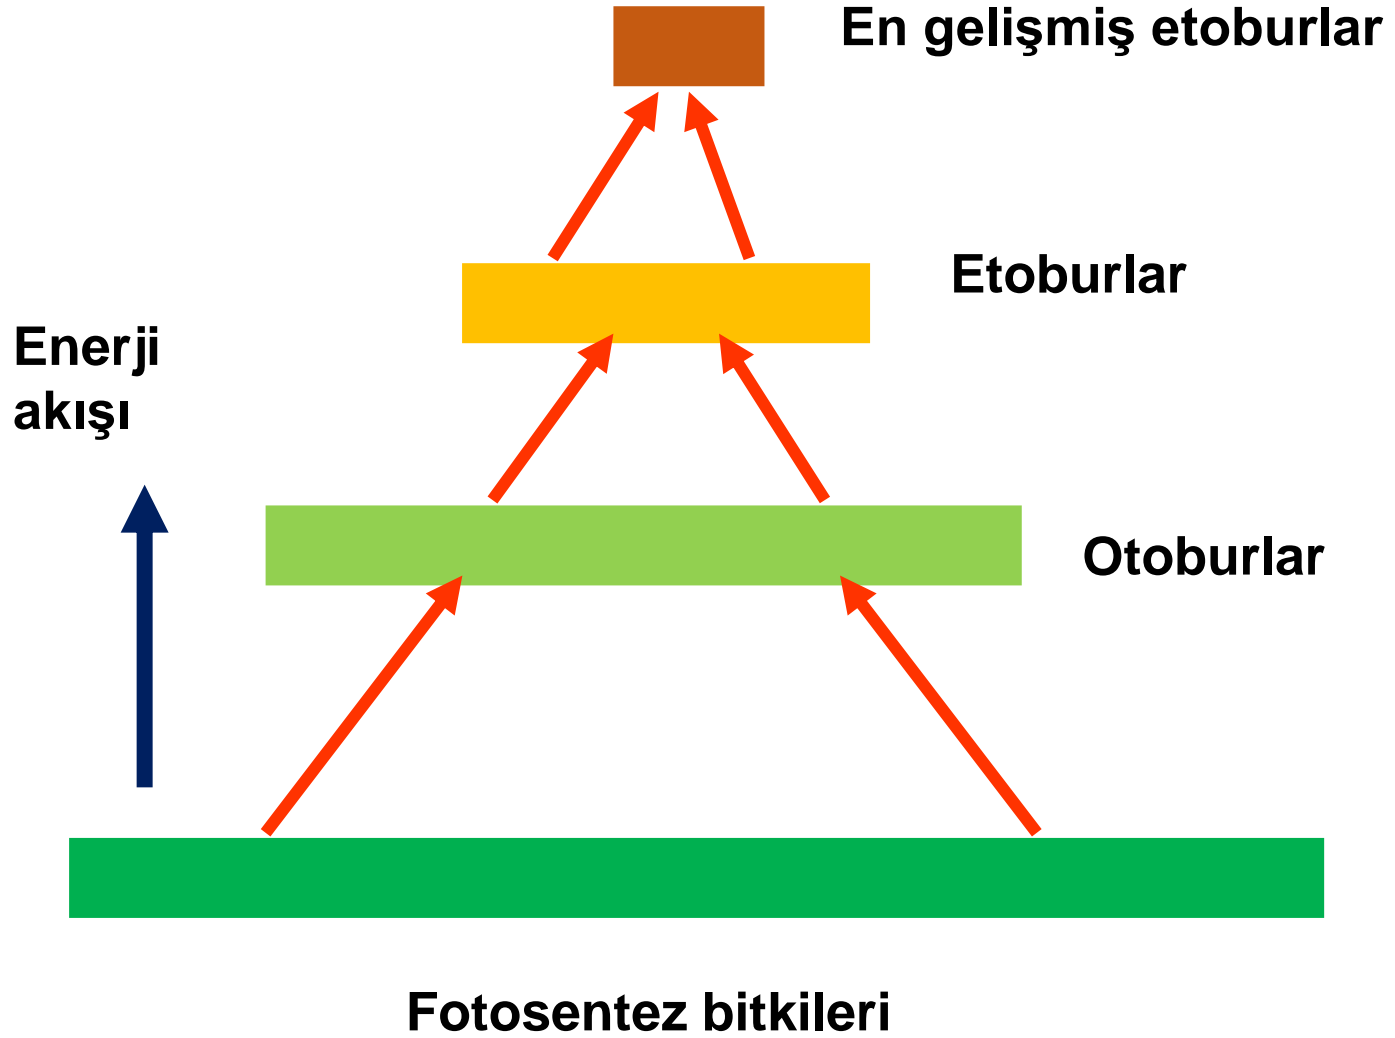 En gelişmiş etoburlar
Etoburlar
Enerji
akışı
Otoburlar
Fotosentez bitkileri